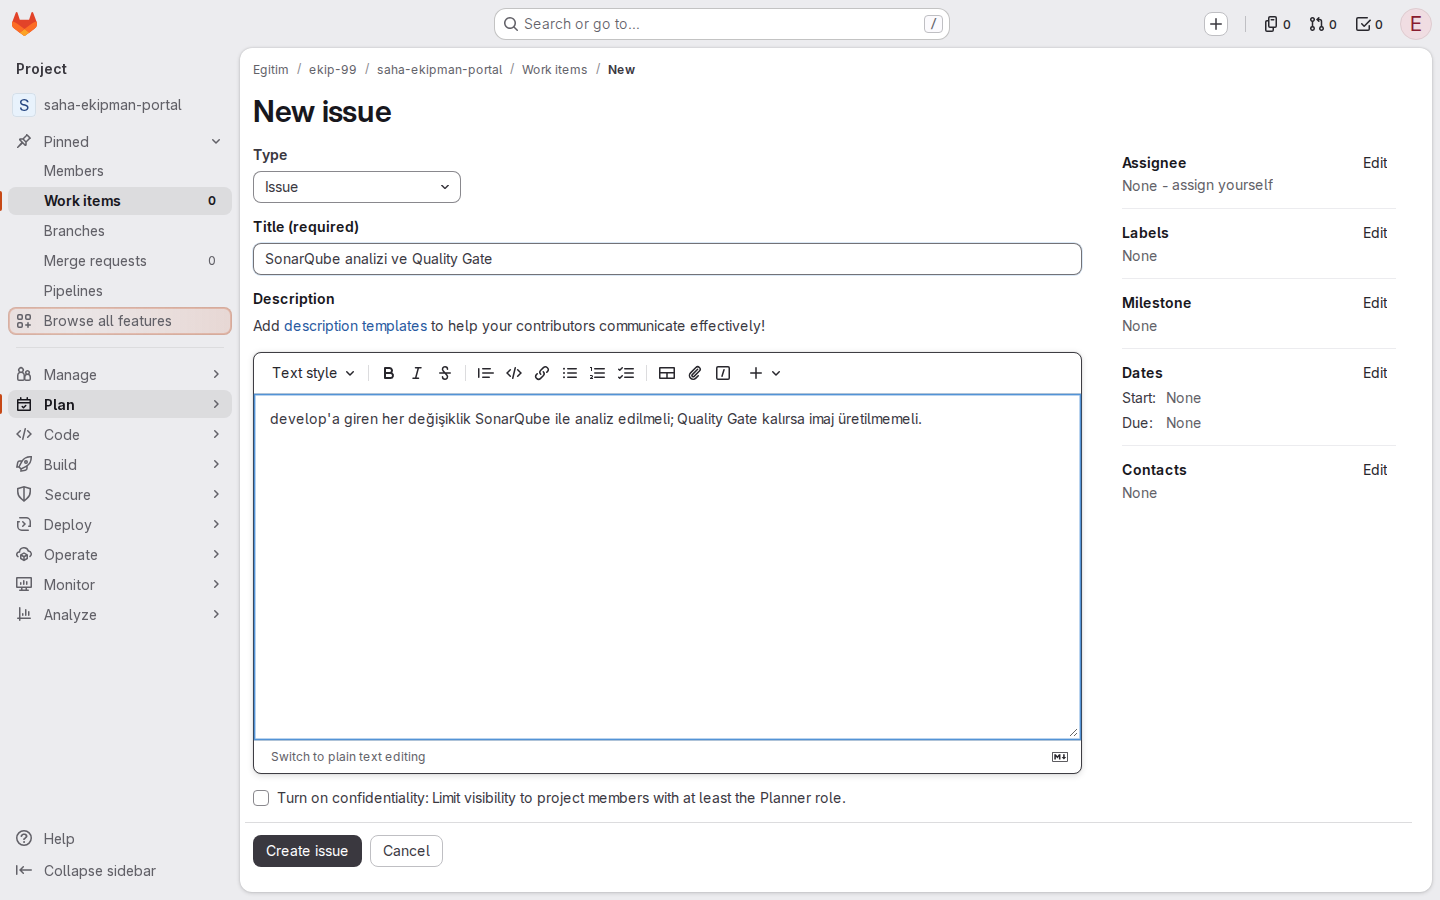 Search or go to...
/
0
0
0
E
Project
S
saha-ekipman-portal
Pinned
Members
Work items
0
Branches
Merge requests
0
Pipelines
Browse all features
Manage
Plan
Code
Build
Secure
Deploy
Operate
Monitor
Analyze
Help
Collapse sidebar
Egitim / ekip-99 / saha-ekipman-portal / Work items / New
New issue
Type
Issue
Title (required)
SonarQube analizi ve Quality Gate
Description
Add description templates to help your contributors communicate effectively!
Text style
develop'a giren her değişiklik SonarQube ile analiz edilmeli; Quality Gate kalırsa imaj üretilmemeli.
Switch to plain text editing
Turn on confidentiality: Limit visibility to project members with at least the Planner role.
Create issue
Cancel
Assignee
Edit
None - assign yourself
Labels
Edit
None
Milestone
Edit
None
Dates
Edit
Start: None
Due: None
Contacts
Edit
None